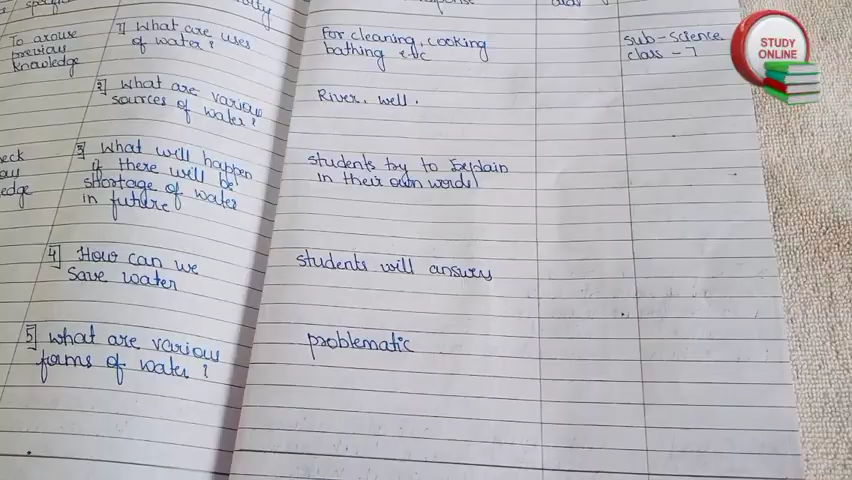 To arouse
previous
knowledge
1] What are uses
of water?
For cleaning, cooking
bathing etc
sub-science
class - 7
2] What are various
sources of water?
River, well.
3] What will happen
if there will be
shortage of water
in future
students try to Explain
in their own words
4] How can we
Save water
students will answer
5] what are various
forms of water?
problematic
STUDY
ONLINE